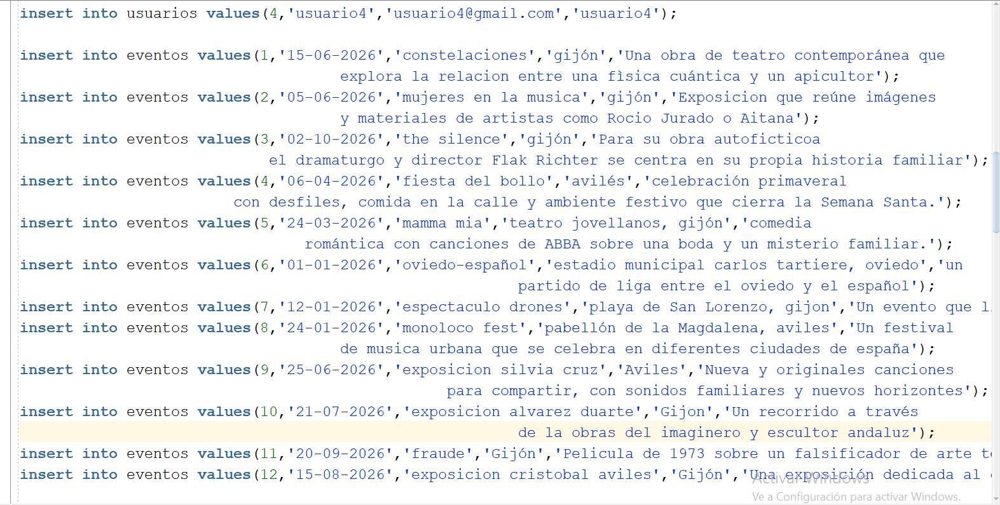 insert into usuarios values(4,'usuario4','usuario4@gmail.com','usuario4');
insert into eventos values(1,'15-06-2026','constelaciones','gijón','Una obra de teatro contemporánea que
explora la relacion entre una fìsica cuántica y un apicultor');
insert into eventos values(2,'05-06-2026','mujeres en la musica','gijón','Exposicion que reúne imágenes
y materiales de artistas como Rocio Jurado o Aitana');
insert into eventos values(3,'02-10-2026','the silence','gijón','Para su obra autoficticoa
el dramaturgo y director Flak Richter se centra en su propia historia familiar');
insert into eventos values(4,'06-04-2026','fiesta del bollo','avilés','celebración primaveral
con desfiles, comida en la calle y ambiente festivo que cierra la Semana Santa.');
insert into eventos values(5,'24-03-2026','mamma mia','teatro jovellanos, gijón','comedia
romántica con canciones de ABBA sobre una boda y un misterio familiar.');
insert into eventos values(6,'01-01-2026','oviedo-español','estadio municipal carlos tartiere, oviedo','un
partido de liga entre el oviedo y el español');
insert into eventos values(7,'12-01-2026','espectaculo drones','playa de San Lorenzo, gijon','Un evento que
insert into eventos values(8,'24-01-2026','monoloco fest','pabellón de la Magdalena, aviles','Un festival
de musica urbana que se celebra en diferentes ciudades de españa');
insert into eventos values(9,'25-06-2026','exposicion silvia cruz','Aviles','Nueva y originales canciones
para compartir, con sonidos familiares y nuevos horizontes');
insert into eventos values(10,'21-07-2026','exposicion alvarez duarte','Gijon','Un recorrido a través
de la obras del imaginero y escultor andaluz');
insert into eventos values(11,'20-09-2026','fraude','Gijón','Pelicula de 1973 sobre un falsificador de arte
insert into eventos values(12,'15-08-2026','exposicion cristobal aviles','Gijón','Una exposición dedicada al
Activar Windows
Ve a Configuración para activar Windows.